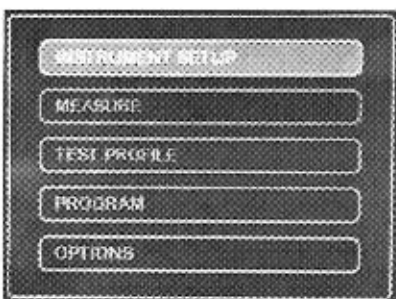 INSTRUMENT SETUP
MEASURE
TEST PROFILE
PROGRAM
OPTIONS